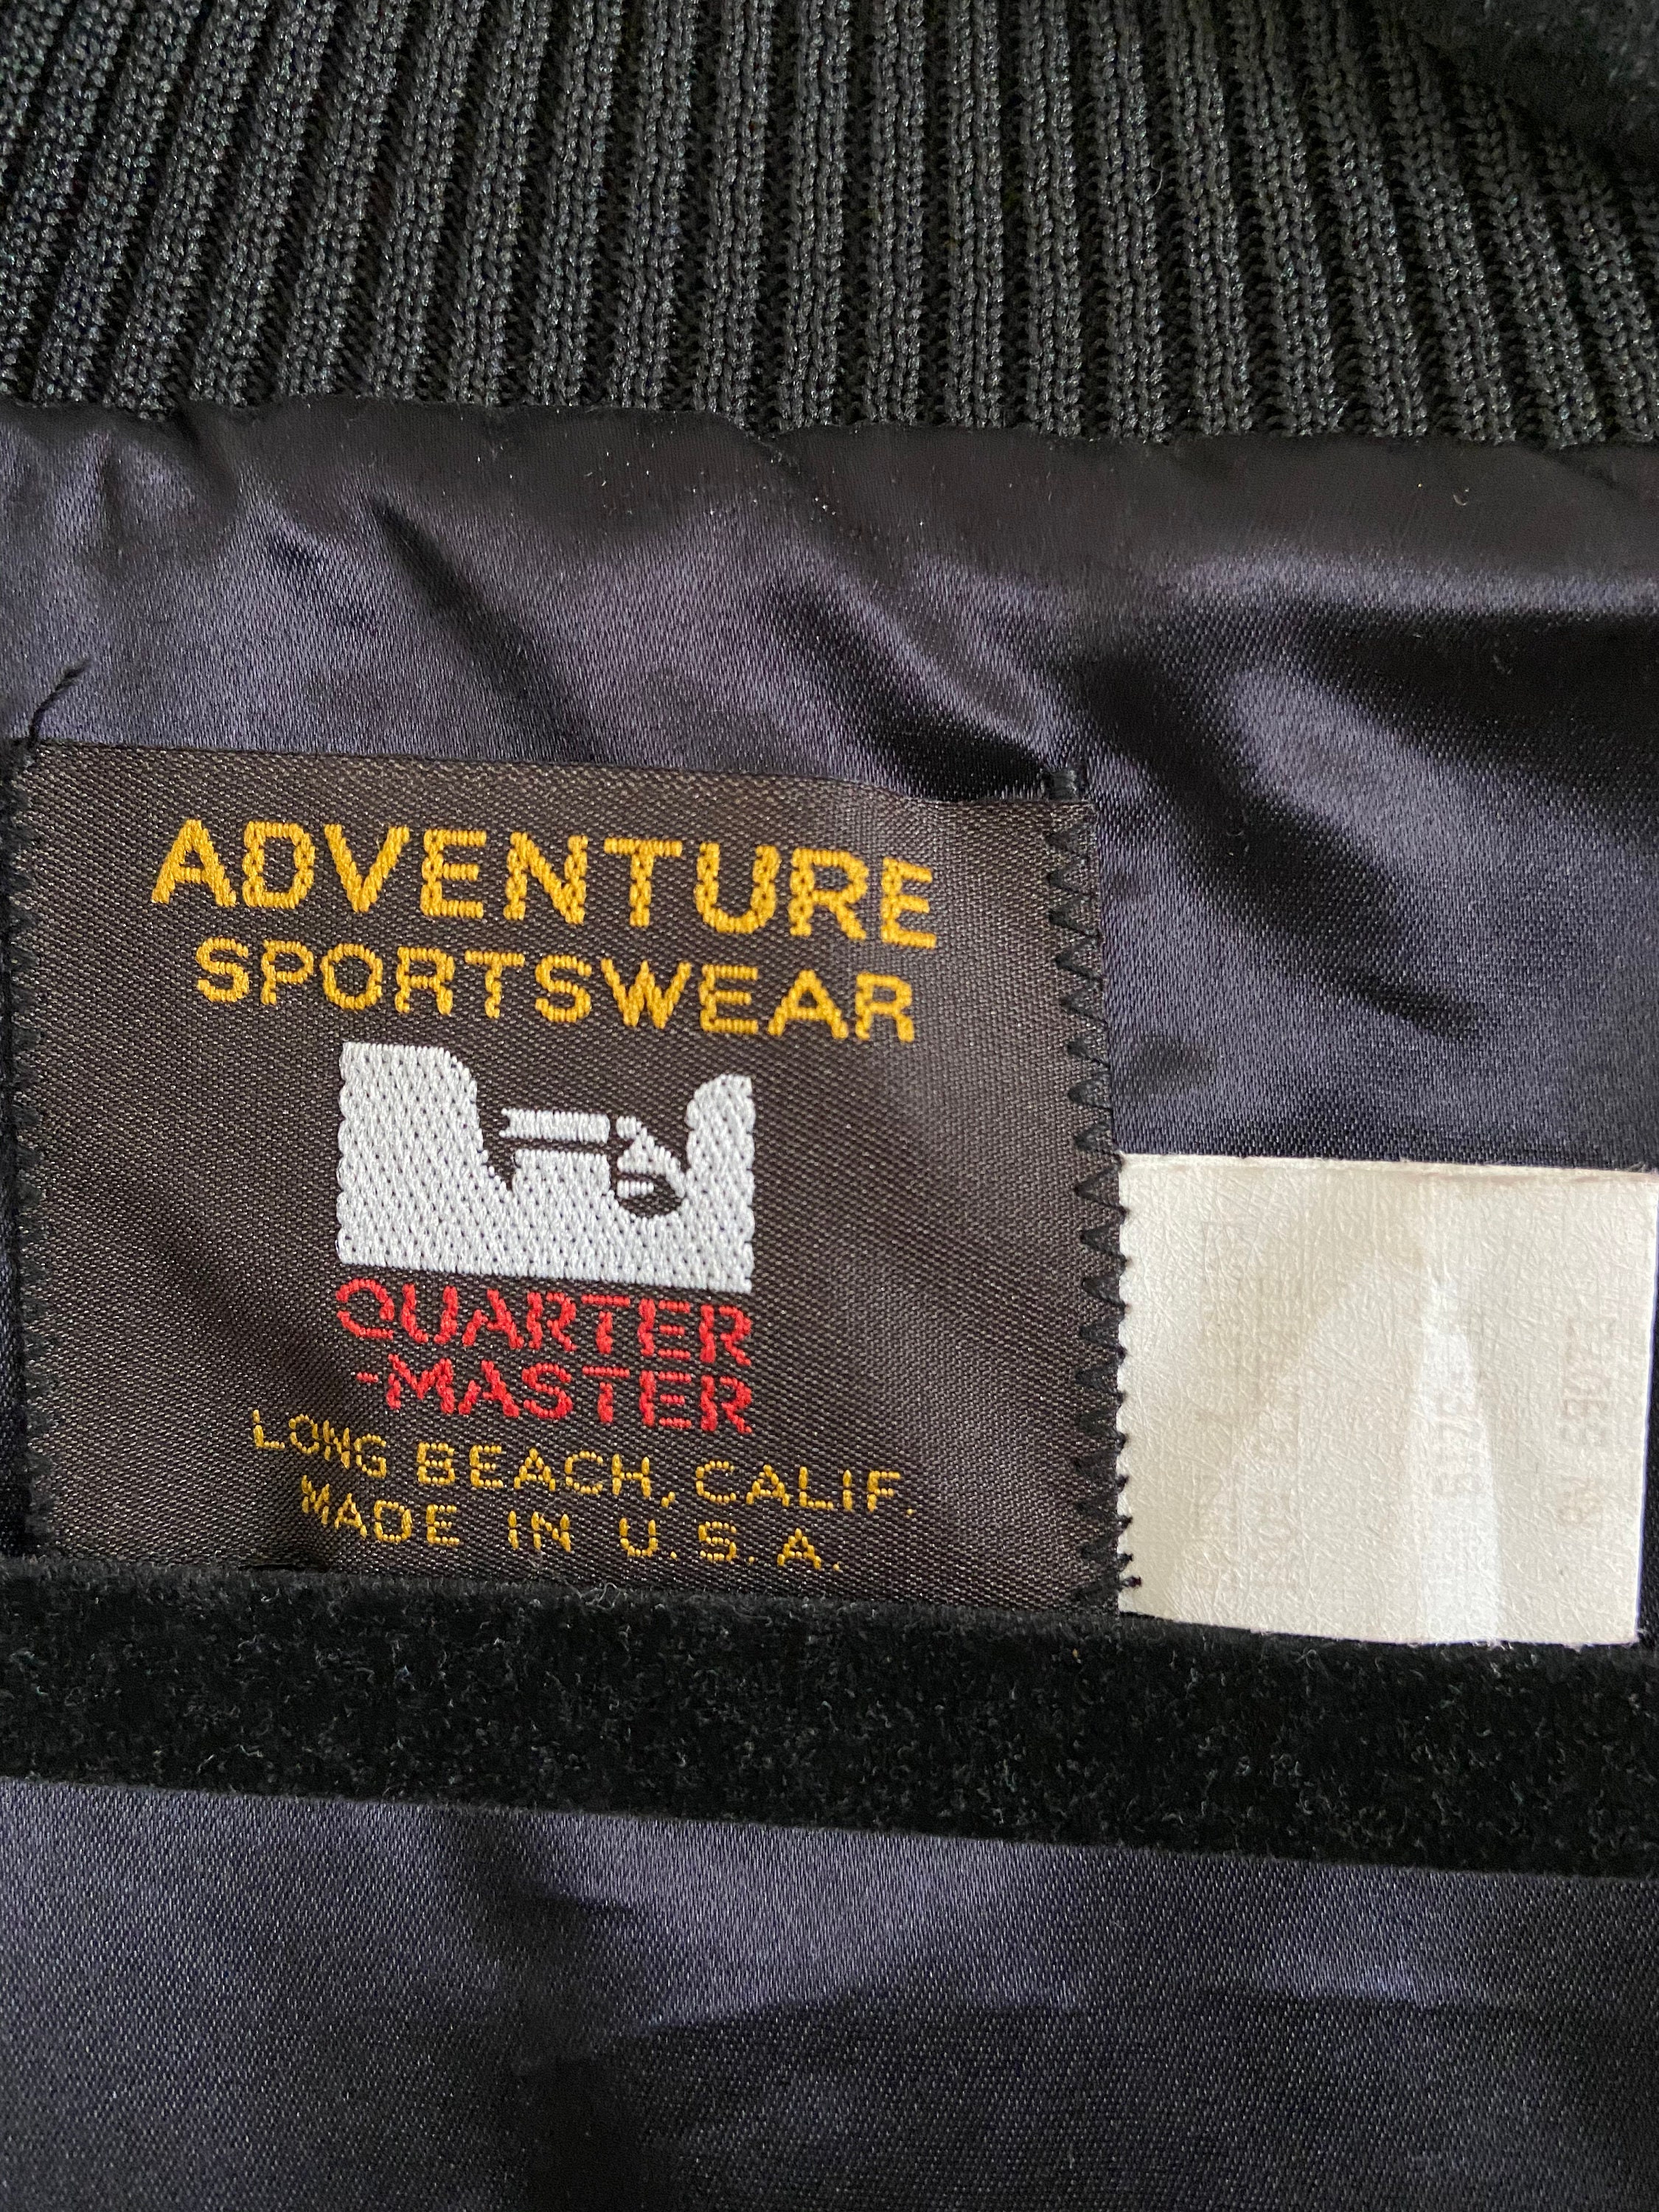 ADVENTURE
SPORTSWEAR
QUARTER
-MASTER
LONG BEACH, CALIF.
MADE IN U.S.A.